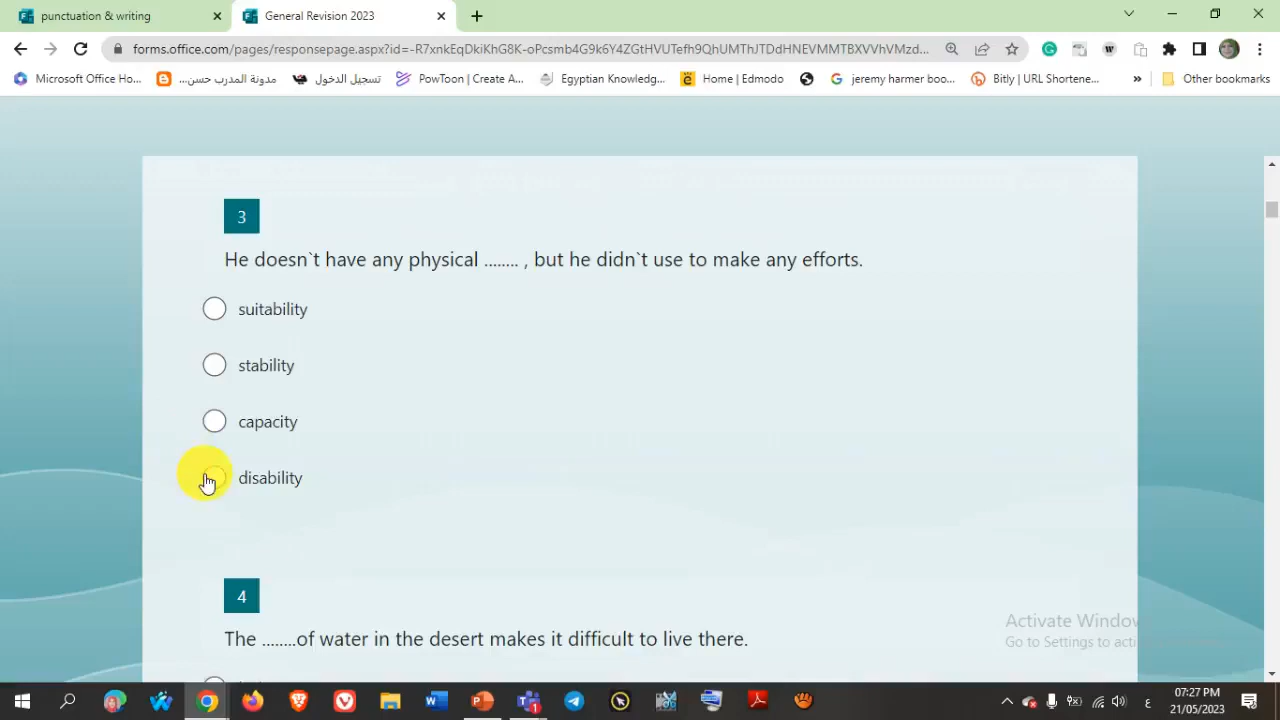 punctuation & writing
General Revision 2023
forms.office.com/pages/responsepage.aspx?id=-R7xnkEqDkiKhG8K-oPcsmb4G9k6Y4ZGtHVUTefh9QhUMThJTDdHNEVMMTBXVVhVMzd...
Microsoft Office Ho...
مدونة المدرب حسن...
تسجيل الدخول
PowToon | Create A...
Egyptian Knowledg...
Home | Edmodo
jeremy harmer boo...
Bitly | URL Shortene...
»
Other bookmarks
3
He doesn`t have any physical ........ , but he didn`t use to make any efforts.
suitability
stability
capacity
disability
4
The ........of water in the desert makes it difficult to live there.
Activate Window
Go to Settings to acti
07:27 PM
21/05/2023
ع